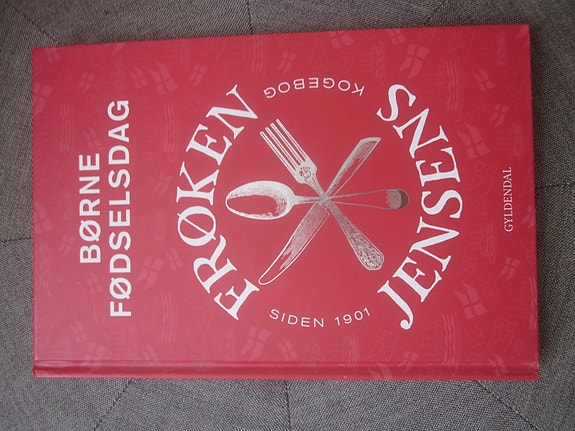 BØRNE
FØDSELSDAG
FRØKEN
JENSENS
KOGEBOG
SIDEN 1901
GYLDENDAL